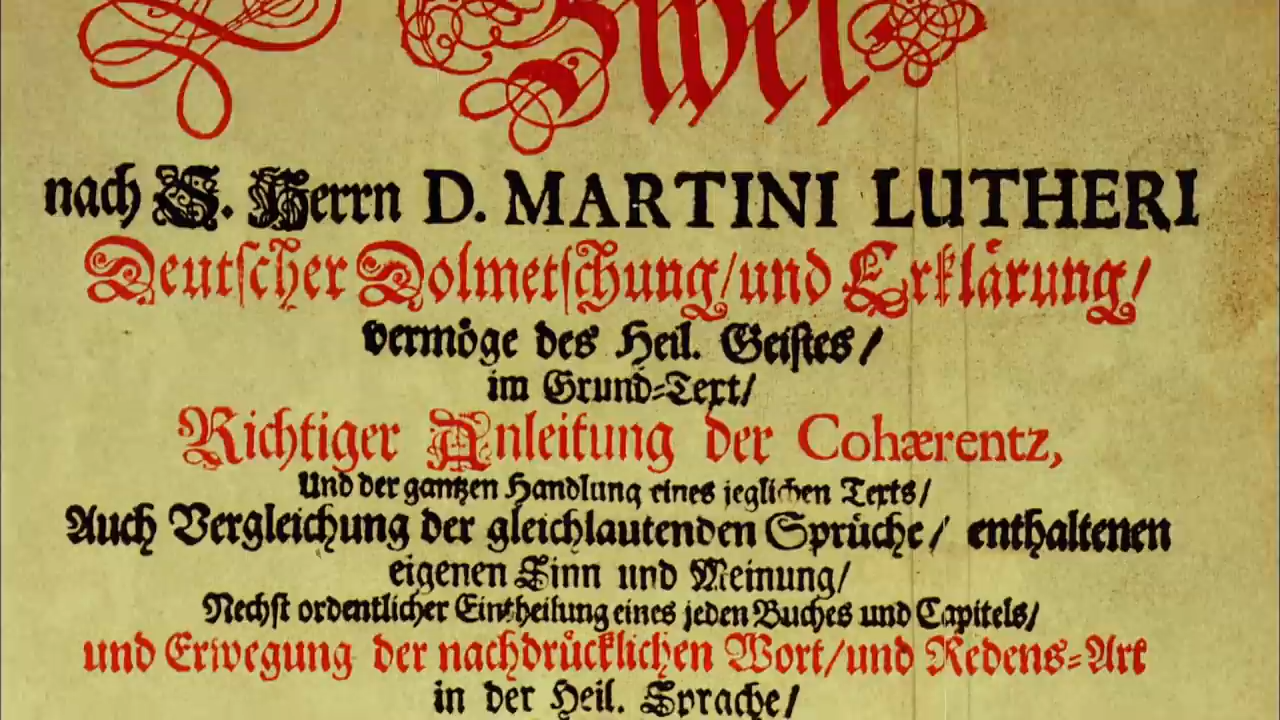 nach S. Herrn D. MARTINI LUTHERI
Deutscher Dolmetschung/und Erklärung/
vermöge des Heil. Geistes/
im Grund-Text/
Richtiger Anleitung der Cohærentz,
Und der gantzen Handlung eines jeglichen Texts/
Auch Vergleichung der gleichlautenden Sprüche/ enthaltenen
eigenen Sinn und Meinung/
Nechst ordentlicher Eintheilung eines jeden Buches und Capitels/
und Erwegung der nachdrücklichen Wort/und Redens-Art
in der Heil. Sprache/